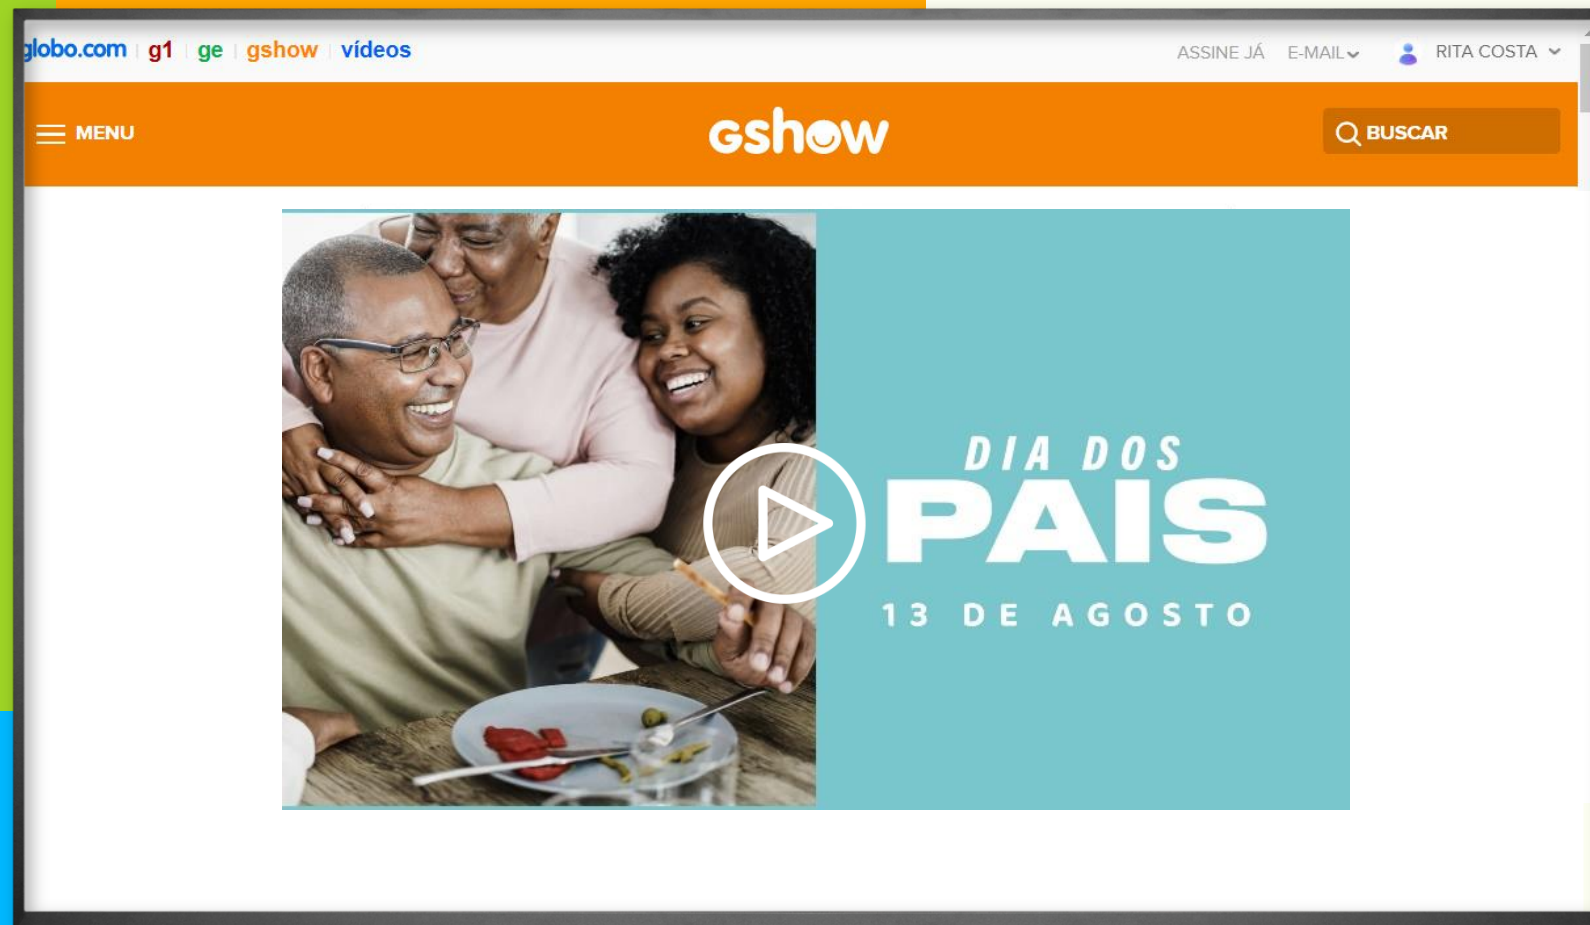 globo.com g1 ge gshow vídeos
ASSINE JÁ E-MAIL RITA COSTA
MENU
gshow
BUSCAR
DIA DOS
PAIS
13 DE AGOSTO